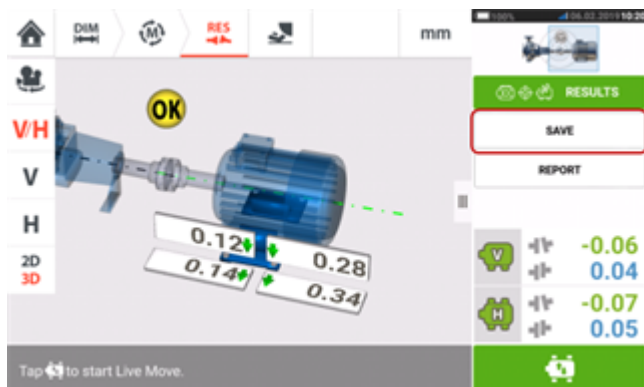 DIM
M
RES
mm
100%
06.02.2019 10:20
OK
RESULTS
SAVE
REPORT
V/H
V
H
2D
3D
0.12
0.28
0.14
0.34
V
-0.06
0.04
H
-0.07
0.05
Tap to start Live Move.